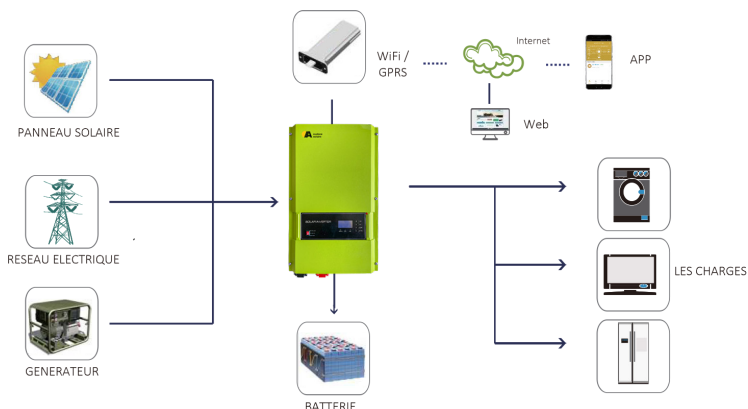 WiFi /
GPRS
Internet
APP
Web
PANNEAU SOLAIRE
RESEAU ELECTRIQUE
GENERATEUR
LES CHARGES
BATTERIE